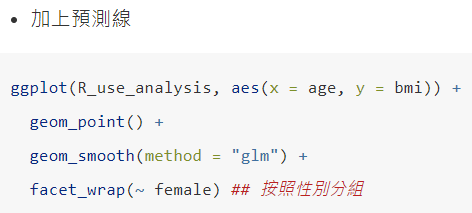 • 加上預測線
ggplot(R_use_analysis, aes(x = age, y = bmi)) +
  geom_point() +
  geom_smooth(method = "glm") +
  facet_wrap(~ female) ## 按照性別分組